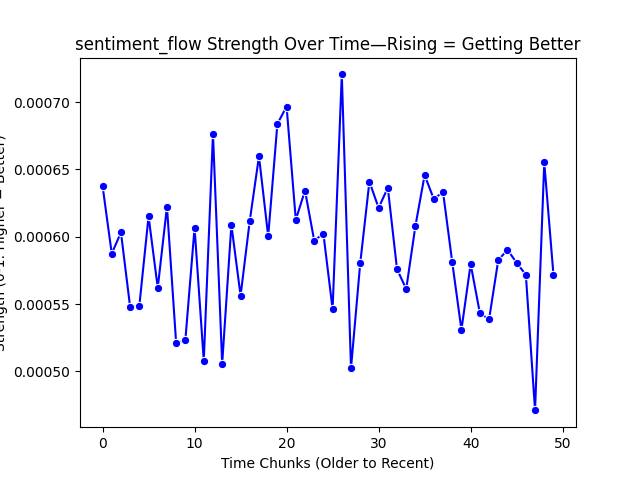 sentiment_flow Strength Over Time—Rising = Getting Better
0.00070
0.00065
0.00060
0.00055
0.00050
0 10 20 30 40 50
Time Chunks (Older to Recent)